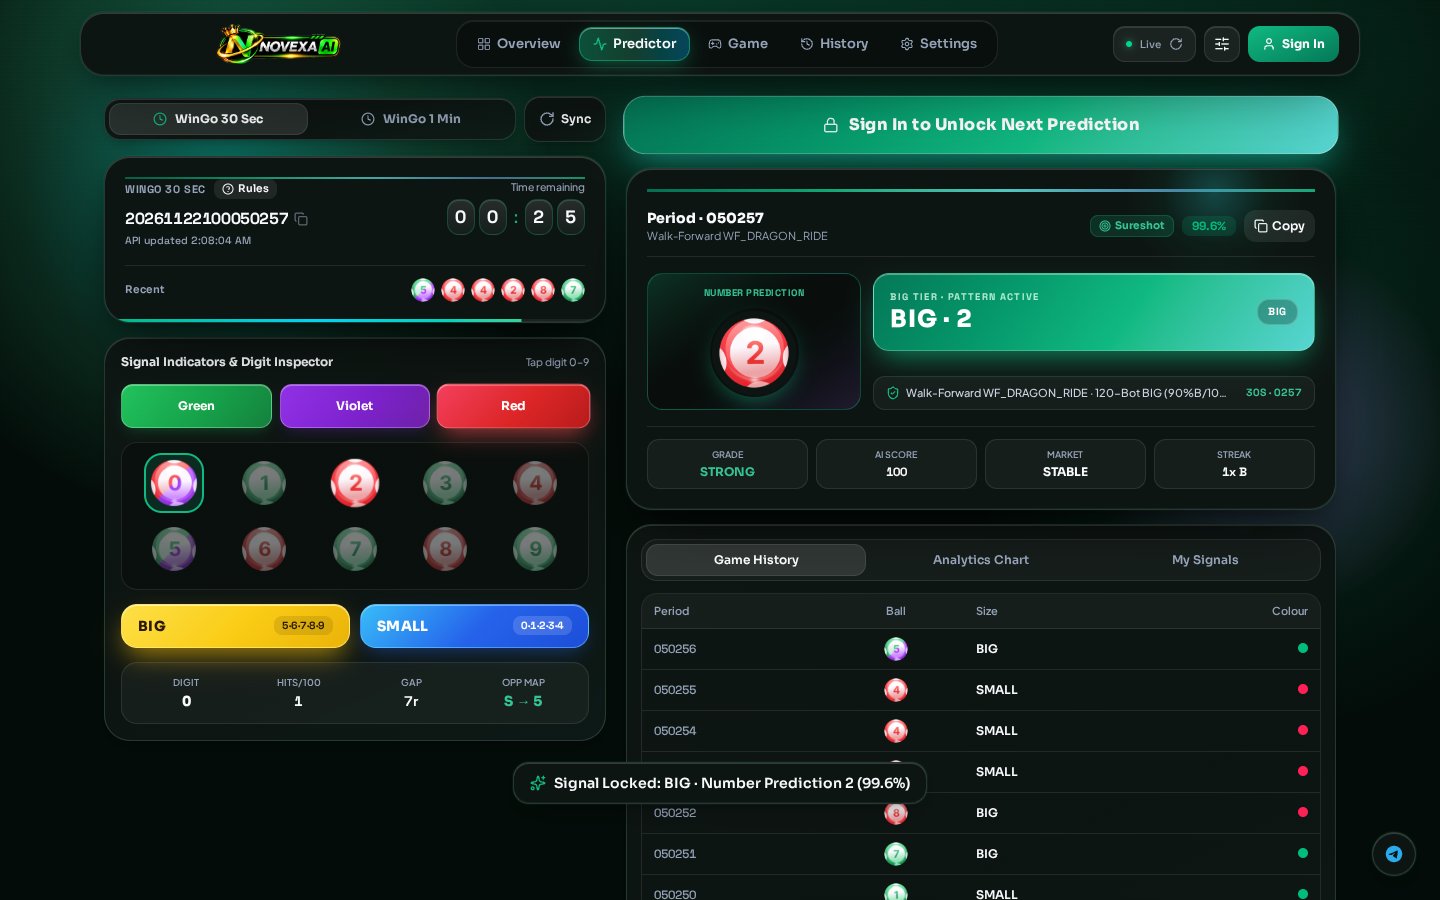 NOVEXA AI
Overview
Predictor
Game
History
Settings
Live
Sign In
WinGo 30 Sec
WinGo 1 Min
Sync
Sign In to Unlock Next Prediction
WINGO 30 SEC
Rules
Time remaining
20261122100050257
0 0 : 2 5
API updated 2:08:04 AM
Recent
5 4 4 2 8 7
Period · 050257
Walk-Forward WF_DRAGON_RIDE
Sureshot
99.6%
Copy
NUMBER PREDICTION
2
BIG TIER · PATTERN ACTIVE
BIG · 2
BIG
Walk-Forward WF_DRAGON_RIDE · 120-Bot BIG (90%B/10...
30S · 0257
GRADE
STRONG
AI SCORE
100
MARKET
STABLE
STREAK
1x B
Signal Indicators & Digit Inspector
Tap digit 0-9
Green
Violet
Red
0 1 2 3 4
5 6 7 8 9
BIG
5·6·7·8·9
SMALL
0·1·2·3·4
DIGIT
0
HITS/100
1
GAP
7r
OPP MAP
S → 5
Game History
Analytics Chart
My Signals
Period Ball Size Colour
050256 5 BIG
050255 4 SMALL
050254 4 SMALL
SMALL
Signal Locked: BIG · Number Prediction 2 (99.6%)
050252 8 BIG
050251 7 BIG
050250 1 SMALL